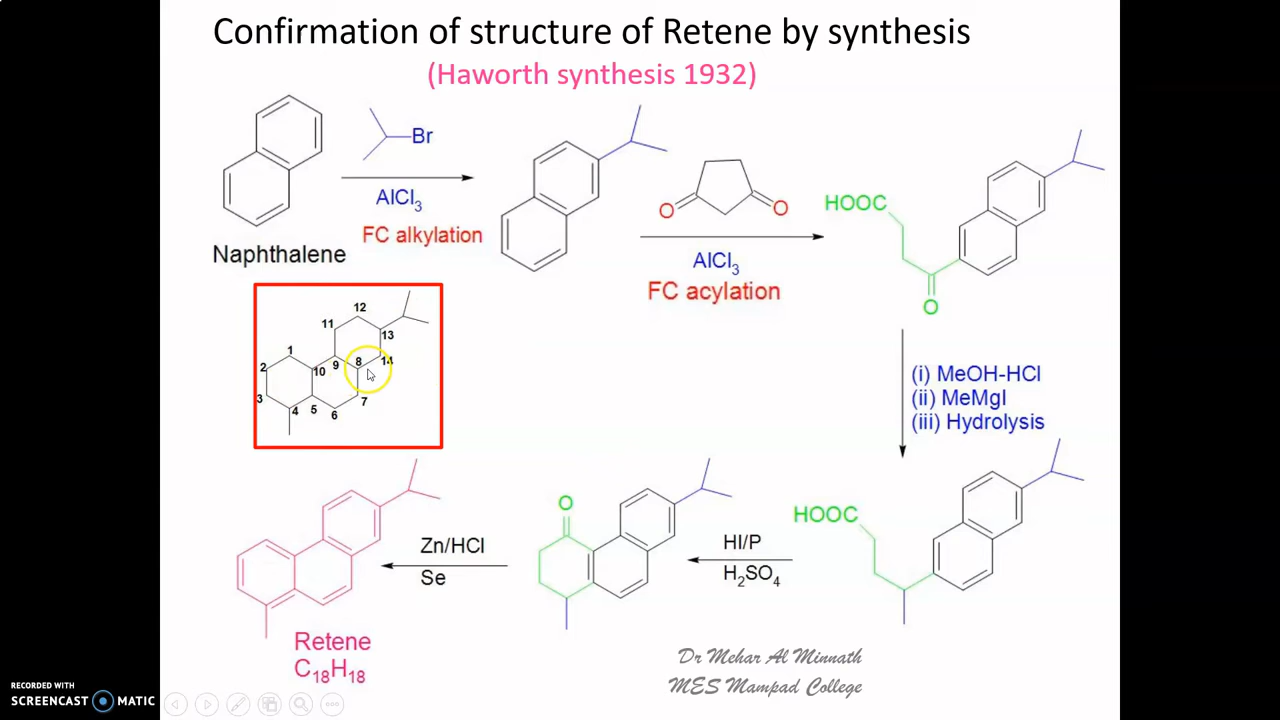 Confirmation of structure of Retene by synthesis
(Haworth synthesis 1932)
Br
AlCl3
FC alkylation
Naphthalene
O
O
AlCl3
FC acylation
HOOC
O
12
11
13
1
2
9
8
14
10
3
4
5
6
7
(i) MeOH-HCl
(ii) MeMgI
(iii) Hydrolysis
HOOC
HI/P
H2SO4
O
Zn/HCl
Se
Retene
C18H18
Dr Mehar Al Minnath
MES Mampad College
RECORDED WITH
SCREENCAST MATIC